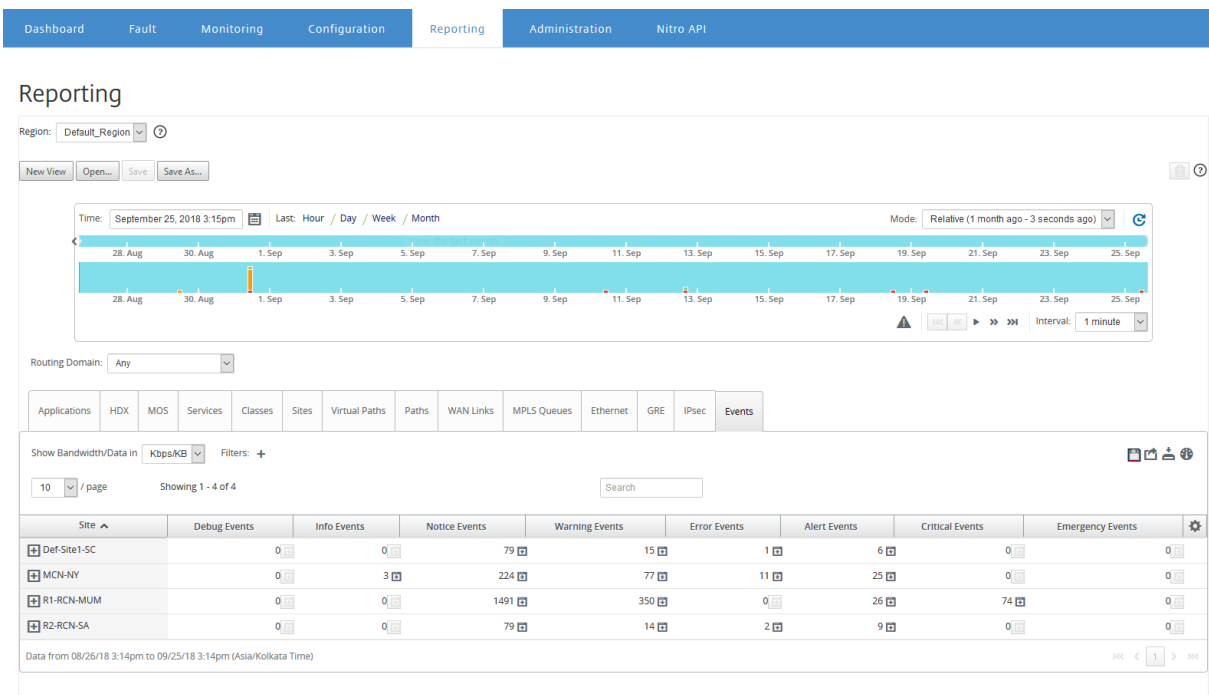 Dashboard Fault Monitoring Configuration Reporting Administration Nitro API
Reporting
Region: Default_Region ?
New View Open... Save Save As... ?
Time: September 25, 2018 3:15pm Last: Hour / Day / Week / Month Mode: Relative (1 month ago - 3 seconds ago)
28. Aug 30. Aug 1. Sep 3. Sep 5. Sep 7. Sep 9. Sep 11. Sep 13. Sep 15. Sep 17. Sep 19. Sep 21. Sep 23. Sep 25. Sep
28. Aug 30. Aug 1. Sep 3. Sep 5. Sep 7. Sep 9. Sep 11. Sep 13. Sep 15. Sep 17. Sep 19. Sep 21. Sep 23. Sep 25. Sep
Interval: 1 minute
Routing Domain: Any
Applications HDX MOS Services Classes Sites Virtual Paths Paths WAN Links MPLS Queues Ethernet GRE IPsec Events
Show Bandwidth/Data in Kbps/KB Filters: +
10 / page Showing 1 - 4 of 4 Search
Site Debug Events Info Events Notice Events Warning Events Error Events Alert Events Critical Events Emergency Events
Def-Site1-SC 0 0 79 15 1 6 0 0
MCN-NY 0 3 224 77 11 25 0 0
R1-RCN-MUM 0 0 1491 350 0 26 74 0
R2-RCN-SA 0 0 79 14 2 9 0 0
Data from 08/26/18 3:14pm to 09/25/18 3:14pm (Asia/Kolkata Time) 1